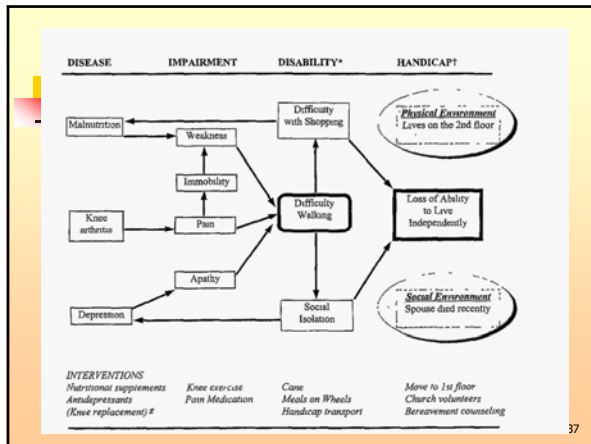 DISEASE IMPAIRMENT DISABILITY* HANDICAP†
Malnutrition
Weakness
Difficulty
with Shopping
Physical Environment
Lives on the 2nd floor
Immobility
Knee
arthritis
Pain
Difficulty
Walking
Loss of Ability
to Live
Independently
Apathy
Depression
Social
Isolation
Social Environment
Spouse died recently
INTERVENTIONS
Nutritional supplements Knee exercise Cane Move to 1st floor
Antidepressants Pain Medication Meals on Wheels Church volunteers
(Knee replacement) ‡ Handicap transport Bereavement counseling
37